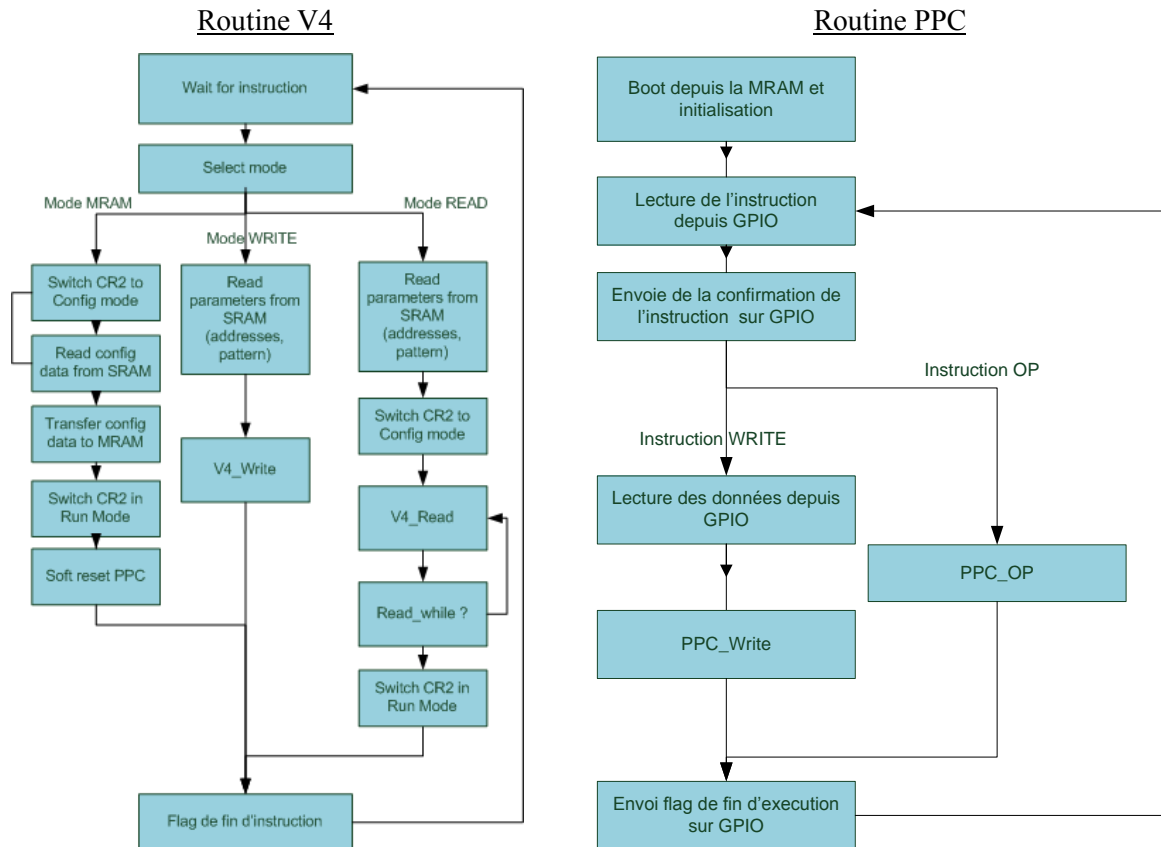 Routine V4
Wait for instruction
Select mode
Mode MRAM
Mode WRITE
Mode READ
Switch CR2 to
Config mode
Read config
data from SRAM
Transfer config
data to MRAM
Switch CR2 in
Run Mode
Soft reset PPC
Read
parameters from
SRAM
(addresses,
pattern)
V4_Write
Read
parameters from
SRAM
(addresses,
pattern)
Switch CR2 to
Config mode
V4_Read
Read_while ?
Switch CR2 in
Run Mode
Flag de fin d'instruction
Routine PPC
Boot depuis la MRAM et
initialisation
Lecture de l'instruction
depuis GPIO
Envoie de la confirmation de
l'instruction sur GPIO
Instruction OP
Instruction WRITE
Lecture des données depuis
GPIO
PPC_OP
PPC_Write
Envoi flag de fin d'execution
sur GPIO